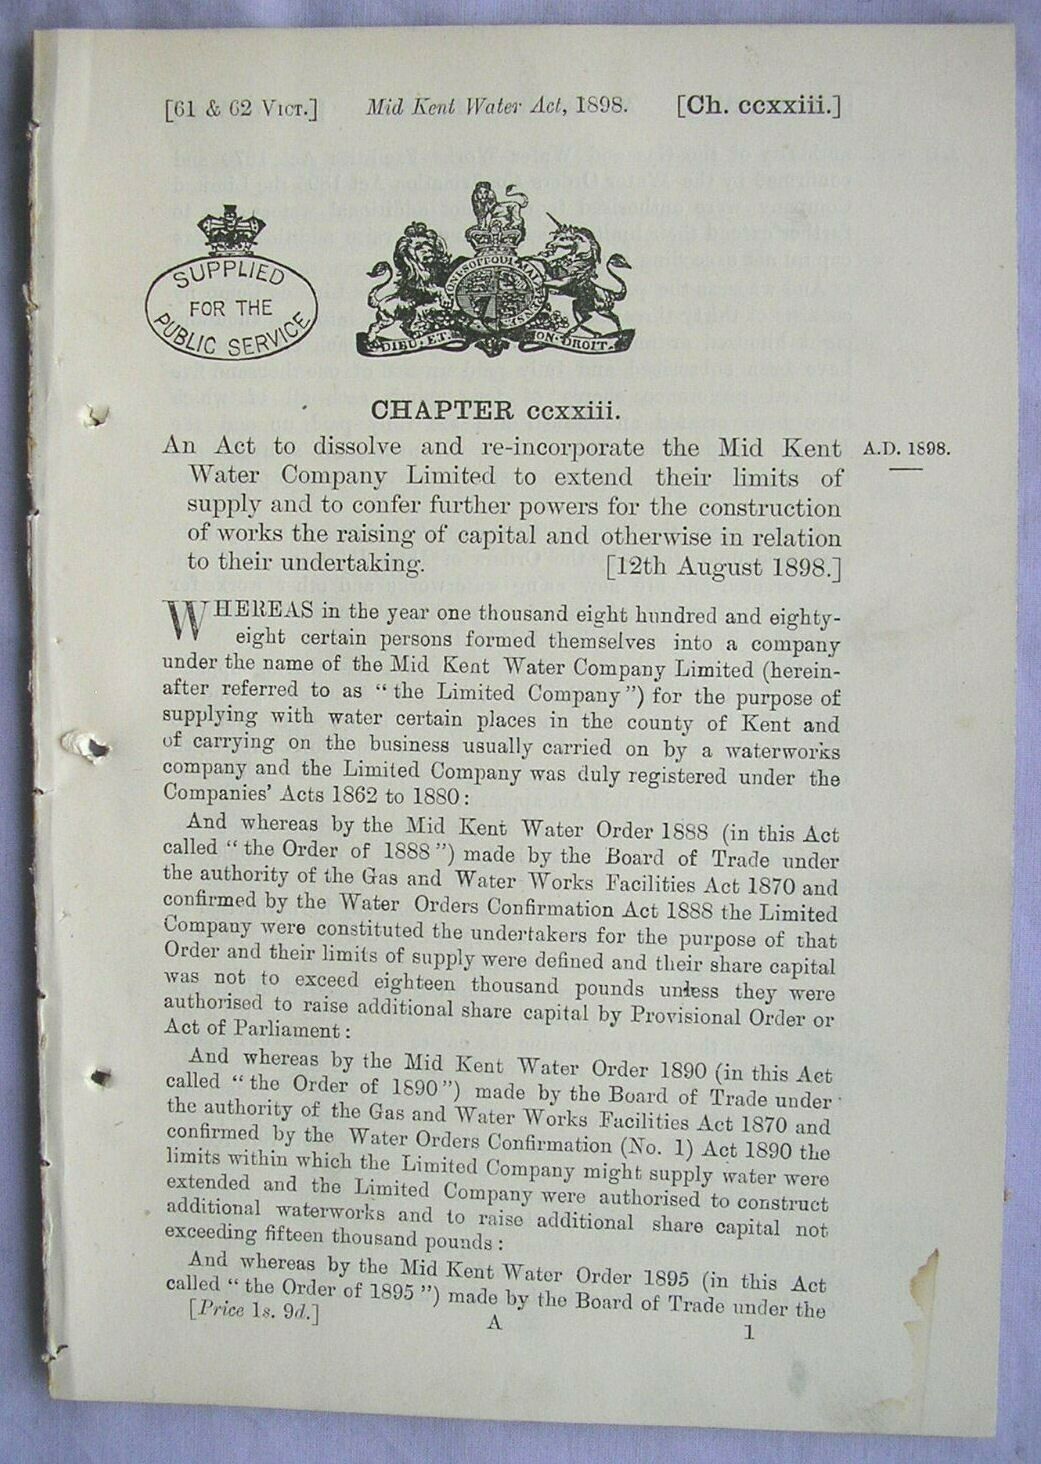 [61 & 62 VICT.] Mid Kent Water Act, 1898. [Ch. ccxxiii.]
SUPPLIED
FOR THE
PUBLIC SERVICE
DIEU·ET· ON·DROIT·
CHAPTER ccxxiii.
An Act to dissolve and re-incorporate the Mid Kent A.D. 1898.
Water Company Limited to extend their limits of
supply and to confer further powers for the construction
of works the raising of capital and otherwise in relation
to their undertaking. [12th August 1898.]
WHEREAS in the year one thousand eight hundred and eighty-
eight certain persons formed themselves into a company
under the name of the Mid Kent Water Company Limited (herein-
after referred to as “the Limited Company”) for the purpose of
supplying with water certain places in the county of Kent and
of carrying on the business usually carried on by a waterworks
company and the Limited Company was duly registered under the
Companies’ Acts 1862 to 1880:
And whereas by the Mid Kent Water Order 1888 (in this Act
called “the Order of 1888”) made by the Board of Trade under
the authority of the Gas and Water Works Facilities Act 1870 and
confirmed by the Water Orders Confirmation Act 1888 the Limited
Company were constituted the undertakers for the purpose of that
Order and their limits of supply were defined and their share capital
was not to exceed eighteen thousand pounds unless they were
authorised to raise additional share capital by Provisional Order or
Act of Parliament:
And whereas by the Mid Kent Water Order 1890 (in this Act
called “the Order of 1890”) made by the Board of Trade under
the authority of the Gas and Water Works Facilities Act 1870 and
confirmed by the Water Orders Confirmation (No. 1) Act 1890 the
limits within which the Limited Company might supply water were
extended and the Limited Company were authorised to construct
additional waterworks and to raise additional share capital not
exceeding fifteen thousand pounds:
And whereas by the Mid Kent Water Order 1895 (in this Act
called “the Order of 1895”) made by the Board of Trade under the
[Price 1s. 9d.] A 1